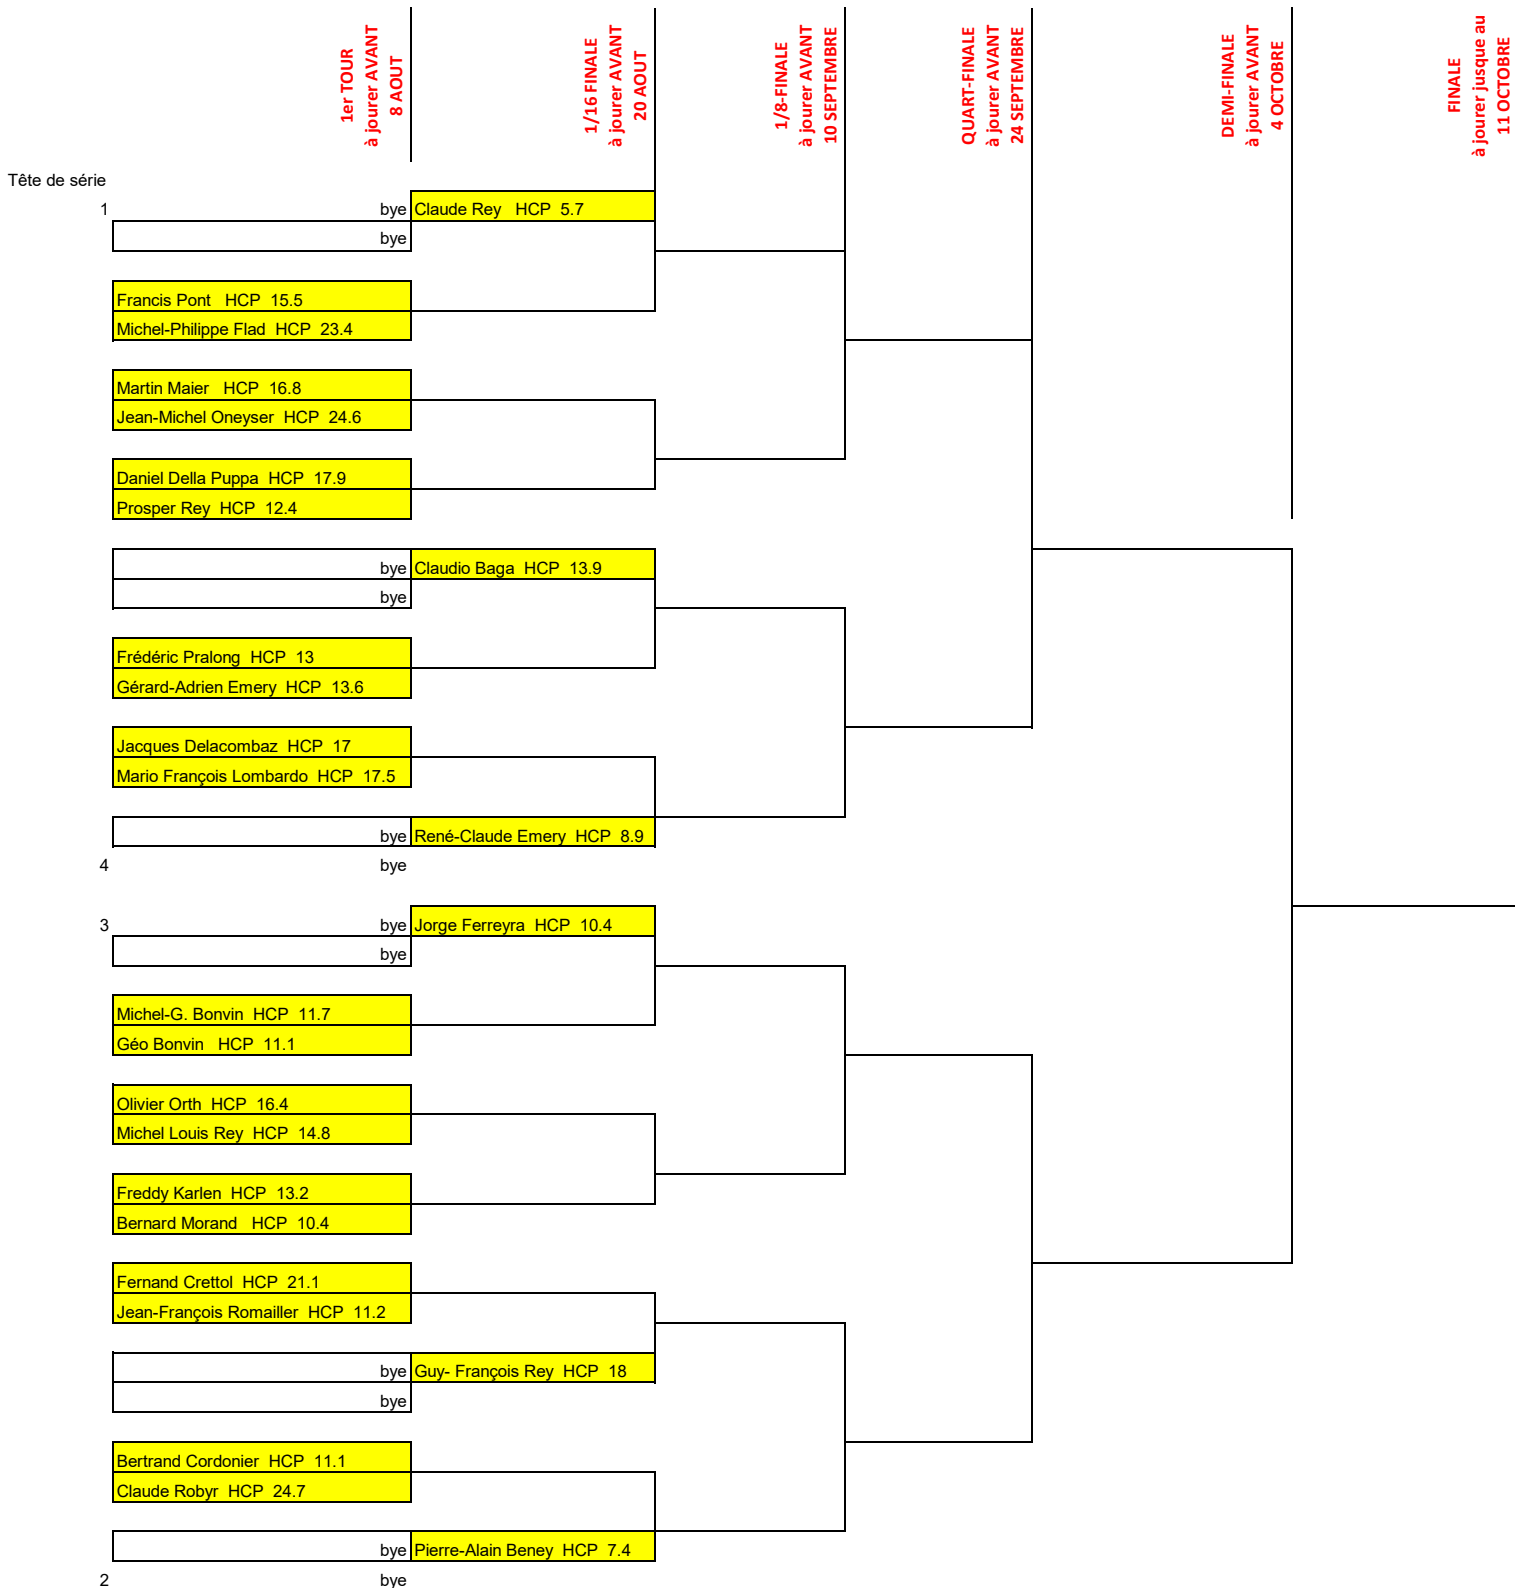 1er TOUR
à jourer AVANT
8 AOUT
1/16 FINALE
à jourer AVANT
20 AOUT
1/8-FINALE
à jourer AVANT
10 SEPTEMBRE
QUART-FINALE
à jourer AVANT
24 SEPTEMBRE
DEMI-FINALE
à jourer AVANT
4 OCTOBRE
FINALE
à jourer jusque au
11 OCTOBRE
Tête de série
1 bye Claude Rey HCP 5.7
bye
Francis Pont HCP 15.5
Michel-Philippe Flad HCP 23.4
Martin Maier HCP 16.8
Jean-Michel Oneyser HCP 24.6
Daniel Della Puppa HCP 17.9
Prosper Rey HCP 12.4
bye Claudio Baga HCP 13.9
bye
Frédéric Pralong HCP 13
Gérard-Adrien Emery HCP 13.6
Jacques Delacombaz HCP 17
Mario François Lombardo HCP 17.5
bye René-Claude Emery HCP 8.9
4 bye
3 bye Jorge Ferreyra HCP 10.4
bye
Michel-G. Bonvin HCP 11.7
Géo Bonvin HCP 11.1
Olivier Orth HCP 16.4
Michel Louis Rey HCP 14.8
Freddy Karlen HCP 13.2
Bernard Morand HCP 10.4
Fernand Crettol HCP 21.1
Jean-François Romailler HCP 11.2
bye Guy- François Rey HCP 18
bye
Bertrand Cordonier HCP 11.1
Claude Robyr HCP 24.7
bye Pierre-Alain Beney HCP 7.4
2 bye